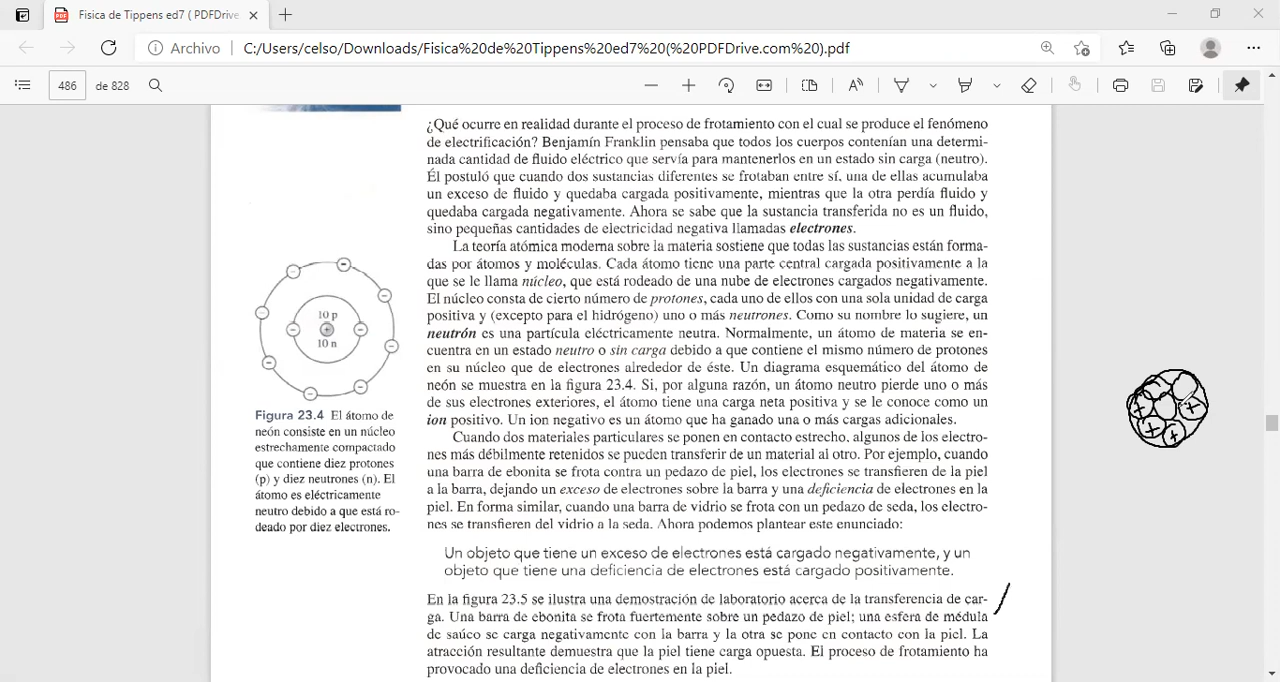 Fisica de Tippens ed7 ( PDFDrive
Archivo
C:/Users/celso/Downloads/Fisica%20de%20Tippens%20ed7%20(%20PDFDrive.com%20).pdf
486
de 828
¿Qué ocurre en realidad durante el proceso de frotamiento con el cual se produce el fenómeno
de electrificación? Benjamín Franklin pensaba que todos los cuerpos contenían una determi-
nada cantidad de fluido eléctrico que servía para mantenerlos en un estado sin carga (neutro).
Él postuló que cuando dos sustancias diferentes se frotaban entre sí, una de ellas acumulaba
un exceso de fluido y quedaba cargada positivamente, mientras que la otra perdía fluido y
quedaba cargada negativamente. Ahora se sabe que la sustancia transferida no es un fluido,
sino pequeñas cantidades de electricidad negativa llamadas electrones.
La teoría atómica moderna sobre la materia sostiene que todas las sustancias están forma-
das por átomos y moléculas. Cada átomo tiene una parte central cargada positivamente a la
que se le llama núcleo, que está rodeado de una nube de electrones cargados negativamente.
El núcleo consta de cierto número de protones, cada uno de ellos con una sola unidad de carga
positiva y (excepto para el hidrógeno) uno o más neutrones. Como su nombre lo sugiere, un
neutrón es una partícula eléctricamente neutra. Normalmente, un átomo de materia se en-
cuentra en un estado neutro o sin carga debido a que contiene el mismo número de protones
en su núcleo que de electrones alrededor de éste. Un diagrama esquemático del átomo de
neón se muestra en la figura 23.4. Si, por alguna razón, un átomo neutro pierde uno o más
de sus electrones exteriores, el átomo tiene una carga neta positiva y se le conoce como un
ion positivo. Un ion negativo es un átomo que ha ganado una o más cargas adicionales.
Cuando dos materiales particulares se ponen en contacto estrecho, algunos de los electro-
nes más débilmente retenidos se pueden transferir de un material al otro. Por ejemplo, cuando
una barra de ebonita se frota contra un pedazo de piel, los electrones se transfieren de la piel
a la barra, dejando un exceso de electrones sobre la barra y una deficiencia de electrones en la
piel. En forma similar, cuando una barra de vidrio se frota con un pedazo de seda, los electro-
nes se transfieren del vidrio a la seda. Ahora podemos plantear este enunciado:
Un objeto que tiene un exceso de electrones está cargado negativamente, y un
objeto que tiene una deficiencia de electrones está cargado positivamente.
En la figura 23.5 se ilustra una demostración de laboratorio acerca de la transferencia de car-
ga. Una barra de ebonita se frota fuertemente sobre un pedazo de piel; una esfera de médula
de saúco se carga negativamente con la barra y la otra se pone en contacto con la piel. La
atracción resultante demuestra que la piel tiene carga opuesta. El proceso de frotamiento ha
provocado una deficiencia de electrones en la piel.
10 p
+
10 n
Figura 23.4 El átomo de
neón consiste en un núcleo
estrechamente compactado
que contiene diez protones
(p) y diez neutrones (n). El
átomo es eléctricamente
neutro debido a que está ro-
deado por diez electrones.